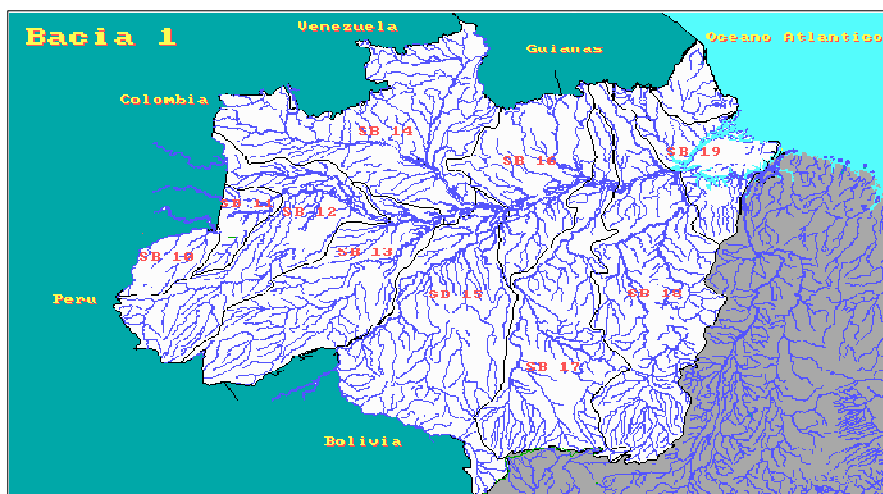 Bacia 1
Venezuela
Oceano Atlantico
Guianas
Colombia
SB 14
SB 19
SB 16
SB 11
SB 12
SB 13
SB 10
SB 15
SB 18
Peru
SB 17
Bolivia